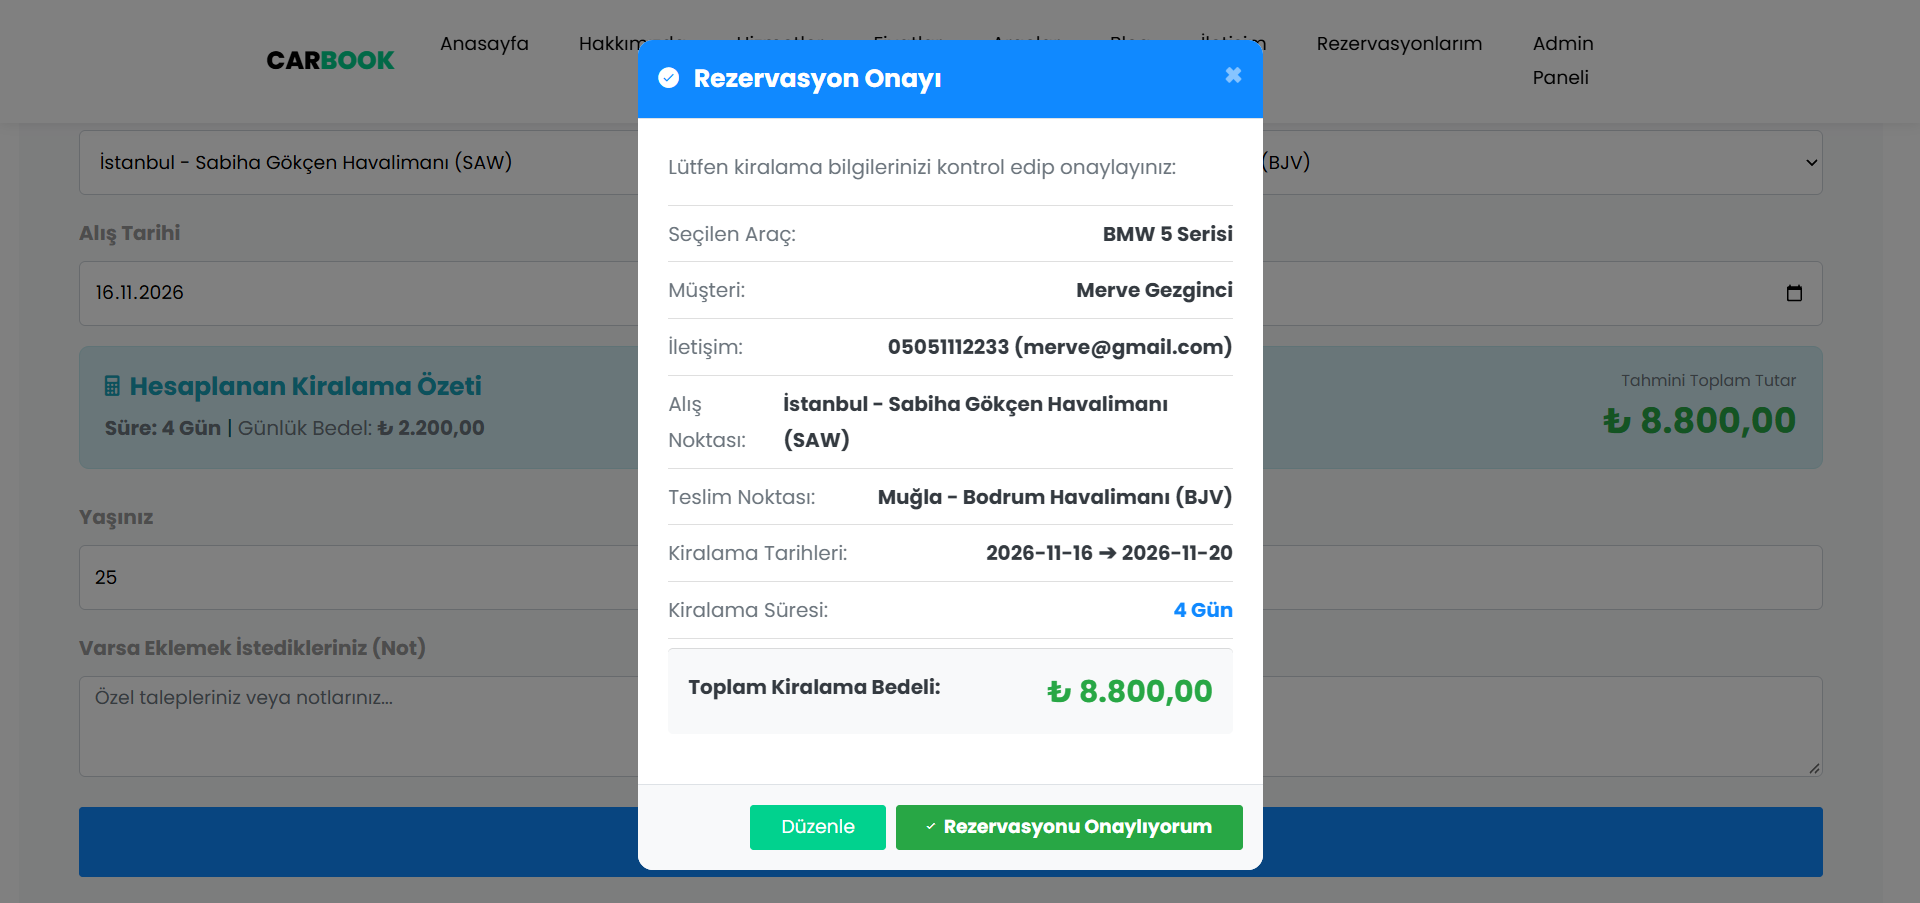 CARBOOK
Anasayfa
Rezervasyonlarım
Admin
Paneli
Rezervasyon Onayı
İstanbul - Sabiha Gökçen Havalimanı (SAW)
(BJV)
Alış Tarihi
16.11.2026
Hesaplanan Kiralama Özeti
Süre: 4 Gün | Günlük Bedel: ₺ 2.200,00
Tahmini Toplam Tutar
₺ 8.800,00
Yaşınız
25
Varsa Eklemek İstedikleriniz (Not)
Özel talepleriniz veya notlarınız...
Lütfen kiralama bilgilerinizi kontrol edip onaylayınız:
Seçilen Araç: BMW 5 Serisi
Müşteri: Merve Gezginci
İletişim: 05051112233 (merve@gmail.com)
Alış Noktası: İstanbul - Sabiha Gökçen Havalimanı (SAW)
Teslim Noktası: Muğla - Bodrum Havalimanı (BJV)
Kiralama Tarihleri: 2026-11-16 ➔ 2026-11-20
Kiralama Süresi: 4 Gün
Toplam Kiralama Bedeli: ₺ 8.800,00
Düzenle
Rezervasyonu Onaylıyorum